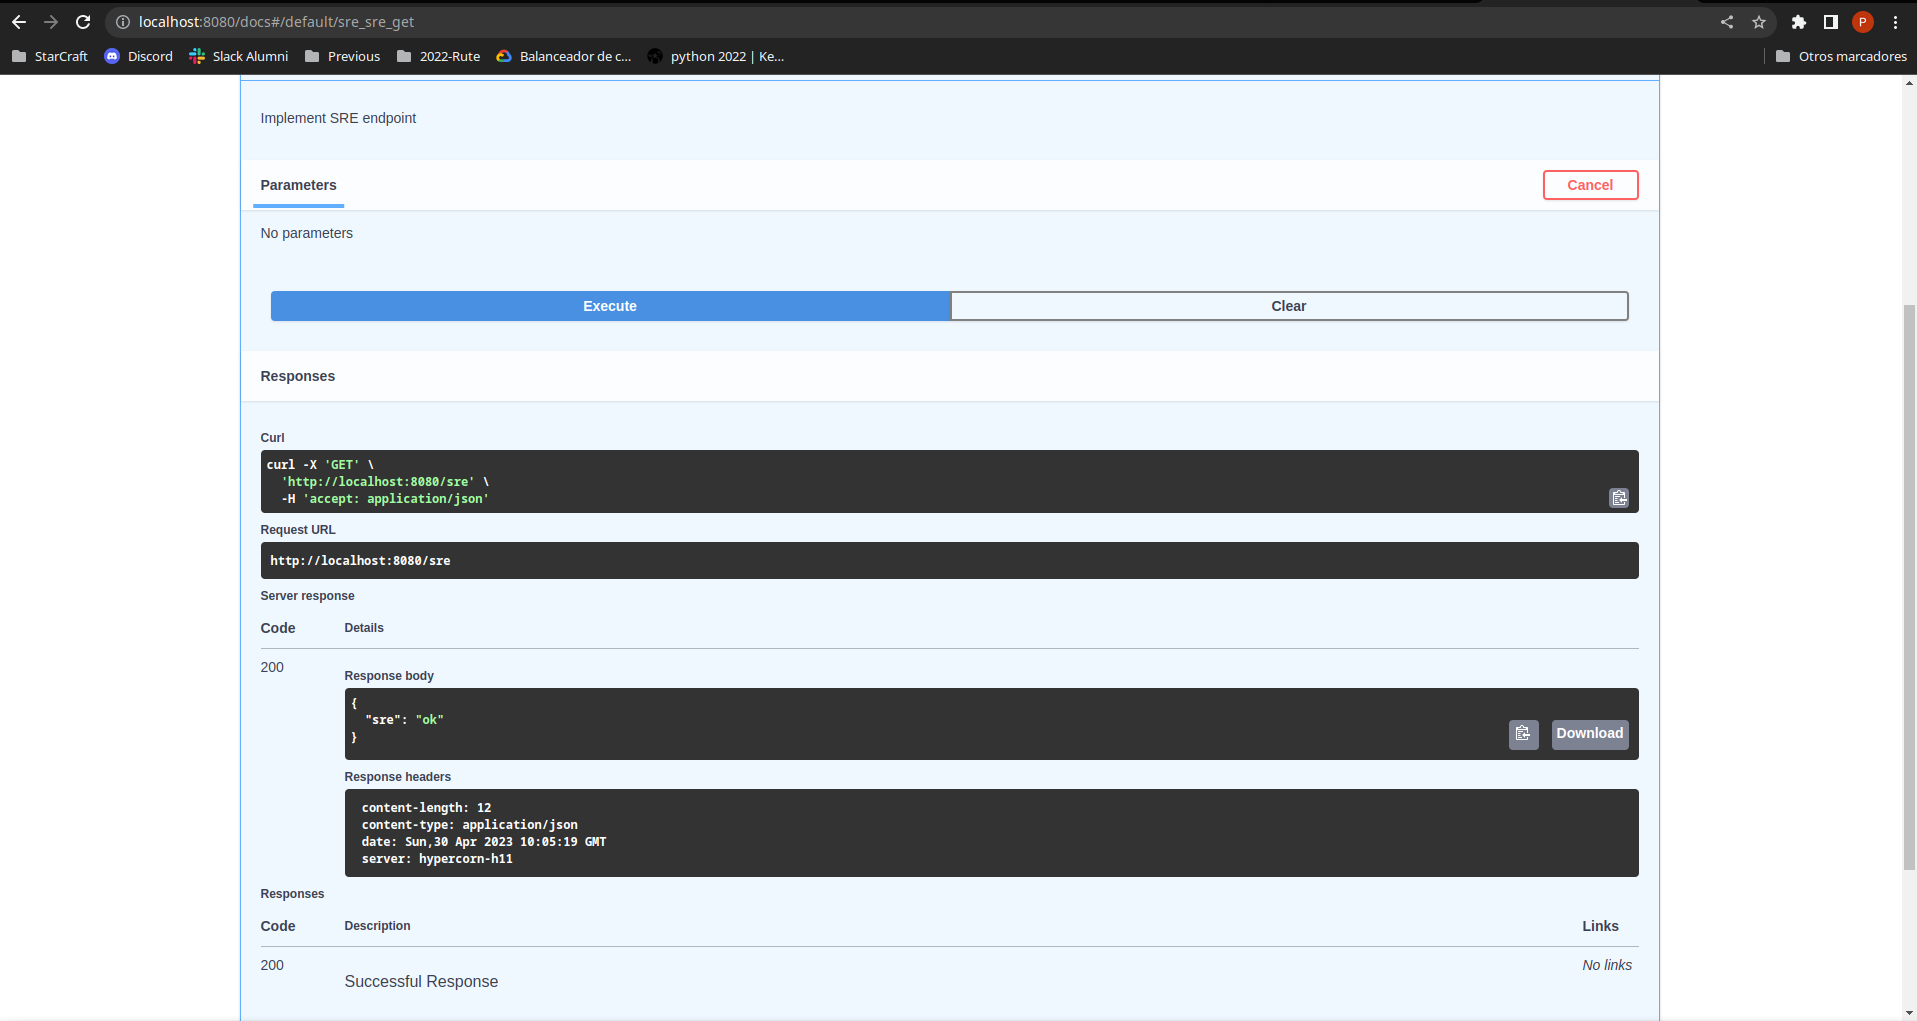 localhost:8080/docs#/default/sre_sre_get
P
StarCraft Discord Slack Alumni Previous 2022-Rute Balanceador de c... python 2022 | Ke... Otros marcadores
Implement SRE endpoint
Parameters Cancel
No parameters
Execute Clear
Responses
Curl
curl -X 'GET' \
'http://localhost:8080/sre' \
-H 'accept: application/json'
Request URL
http://localhost:8080/sre
Server response
Code Details
200
Response body
{
"sre": "ok"
}
Download
Response headers
content-length: 12
content-type: application/json
date: Sun,30 Apr 2023 10:05:19 GMT
server: hypercorn-h11
Responses
Code Description Links
200 No links
Successful Response